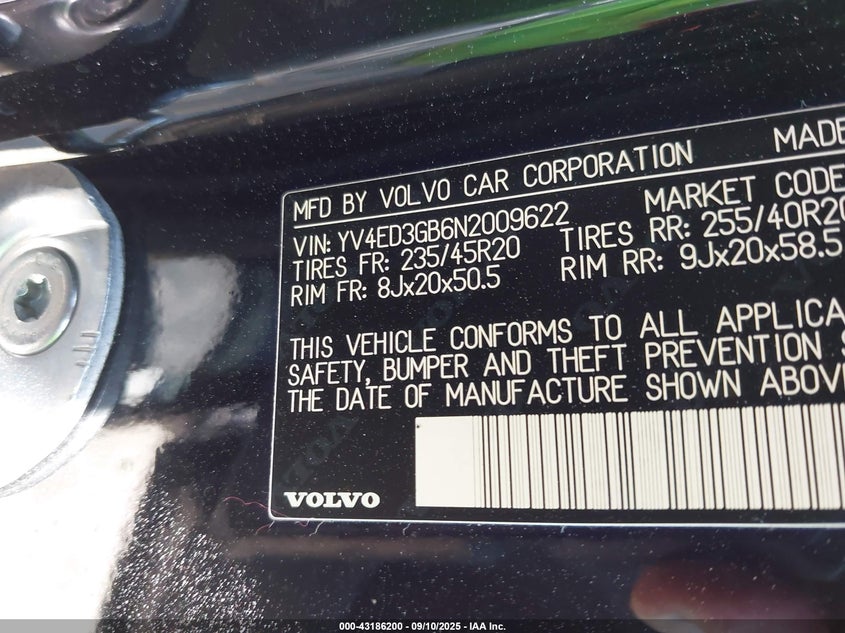 MFD BY VOLVO CAR CORPORATION MADE
VIN: YV4ED3GB6N2009622 MARKET CODE
TIRES FR: 235/45R20 TIRES RR: 255/40R20
RIM FR: 8Jx20x50.5 RIM RR: 9Jx20x58.5
THIS VEHICLE CONFORMS TO ALL APPLICA
SAFETY, BUMPER AND THEFT PREVENTION S
THE DATE OF MANUFACTURE SHOWN ABOVE
VOLVO
000-43186200 - 09/10/2025 - IAA Inc.